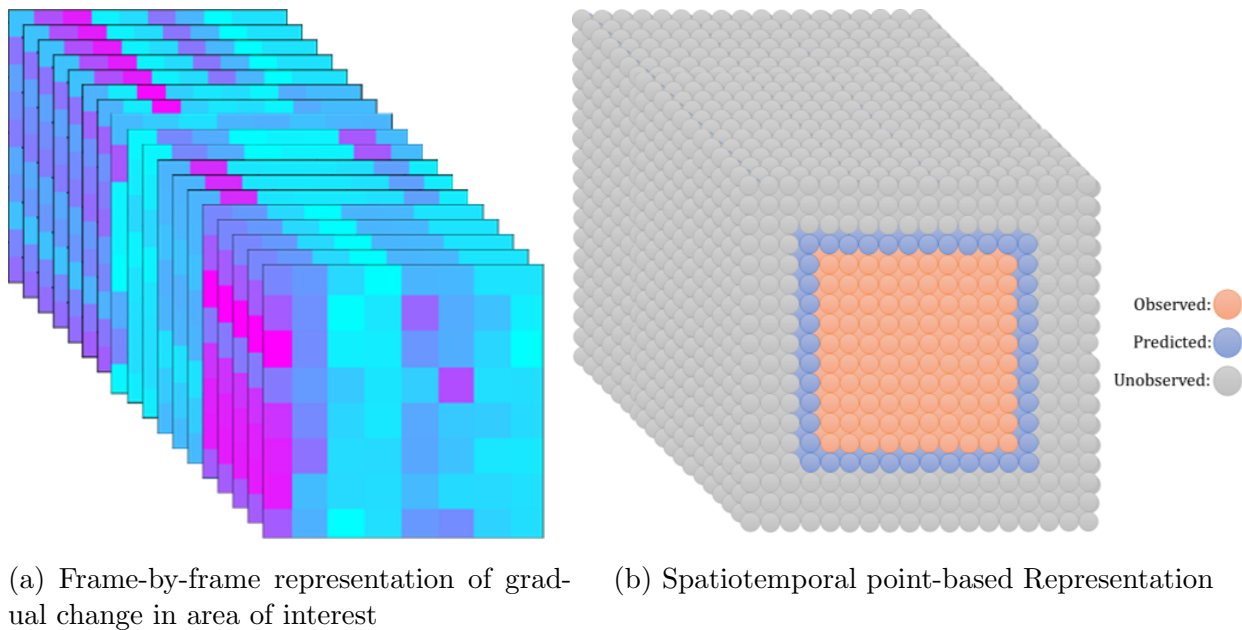 Observed:
Predicted:
Unobserved:
(a) Frame-by-frame representation of grad-
ual change in area of interest
(b) Spatiotemporal point-based Representation